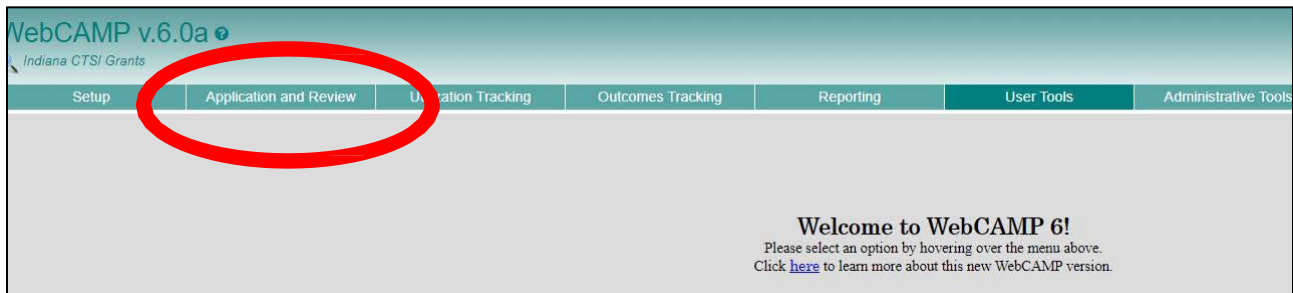 WebCAMP v.6.0a
Indiana CTSI Grants
Setup Application and Review Tracking Outcomes Tracking Reporting User Tools Administrative Tools
Welcome to WebCAMP 6!
Please select an option by hovering over the menu above.
Click here to learn more about this new WebCAMP version.